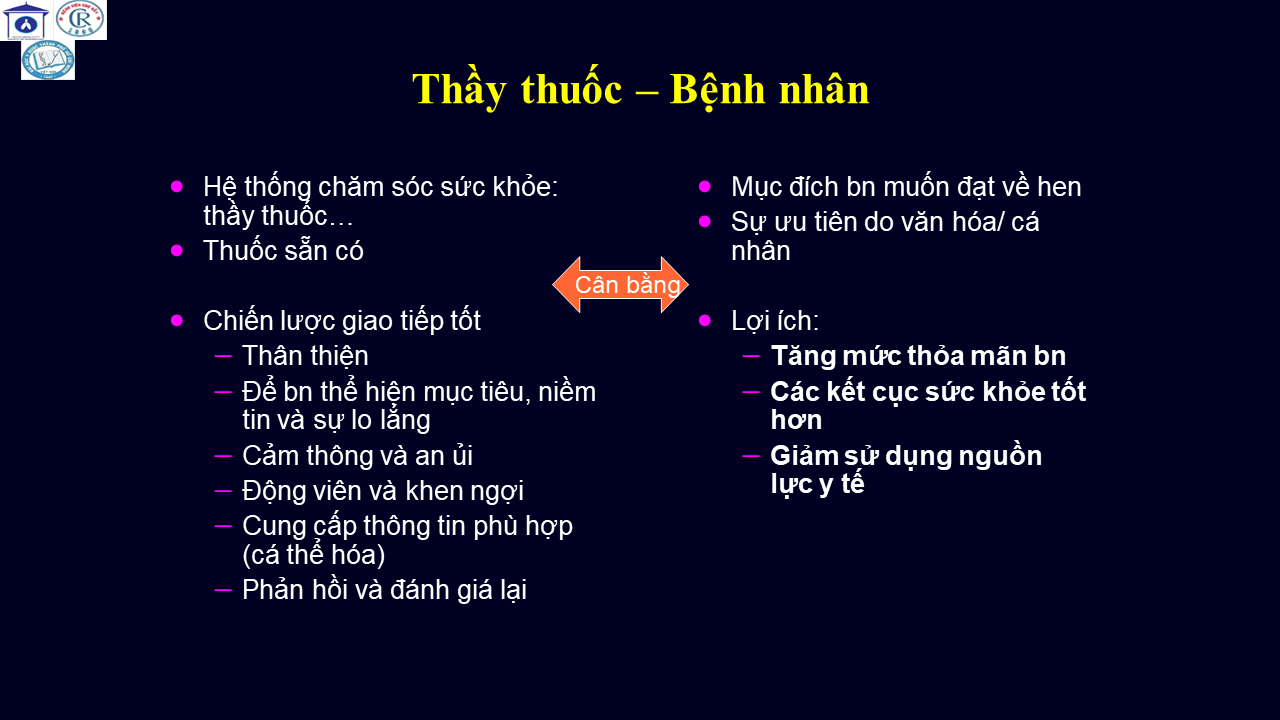 Thầy thuốc – Bệnh nhân
Hệ thống chăm sóc sức khỏe:
thầy thuốc…
Thuốc sẵn có
Chiến lược giao tiếp tốt
– Thân thiện
– Để bn thể hiện mục tiêu, niềm
tin và sự lo lắng
– Cảm thông và an ủi
– Động viên và khen ngợi
– Cung cấp thông tin phù hợp
(cá thể hóa)
– Phản hồi và đánh giá lại
Cân bằng
Mục đích bn muốn đạt về hen
Sự ưu tiên do văn hóa/ cá
nhân
Lợi ích:
– Tăng mức thỏa mãn bn
– Các kết cục sức khỏe tốt
hơn
– Giảm sử dụng nguồn
lực y tế